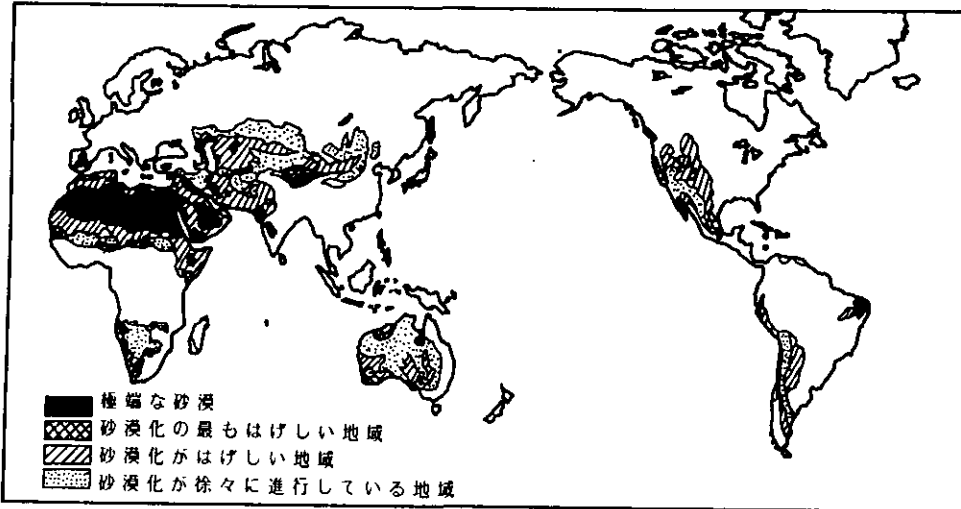 極端な砂漠
砂漠化の最もはげしい地域
砂漠化がはげしい地域
砂漠化が徐々に進行している地域